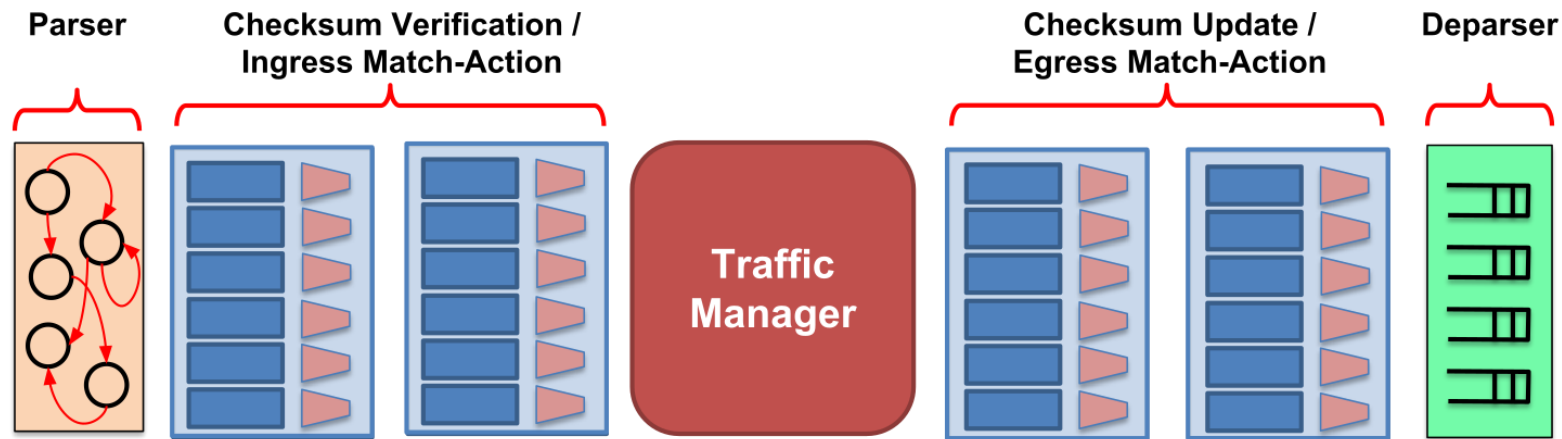 Parser
Checksum Verification /
Ingress Match-Action
Checksum Update /
Egress Match-Action
Deparser
Traffic
Manager